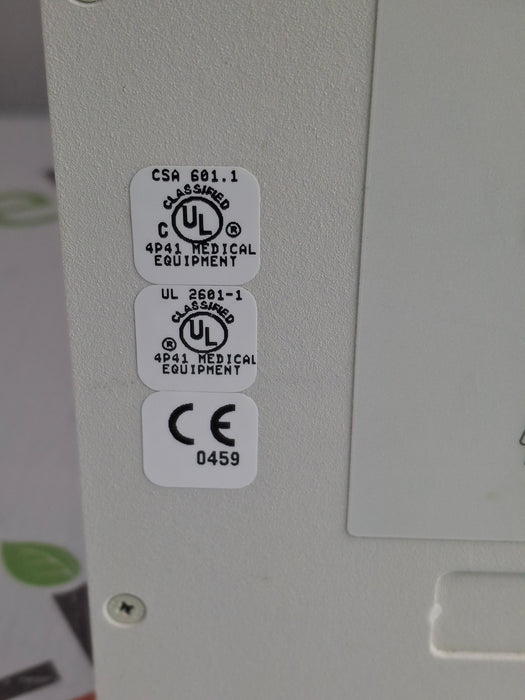 CSA 601.1
CLASSIFIED
C UL ®
4P41 MEDICAL
EQUIPMENT
UL 2601-1
CLASSIFIED
® UL
4P41 MEDICAL
EQUIPMENT
CE
0459